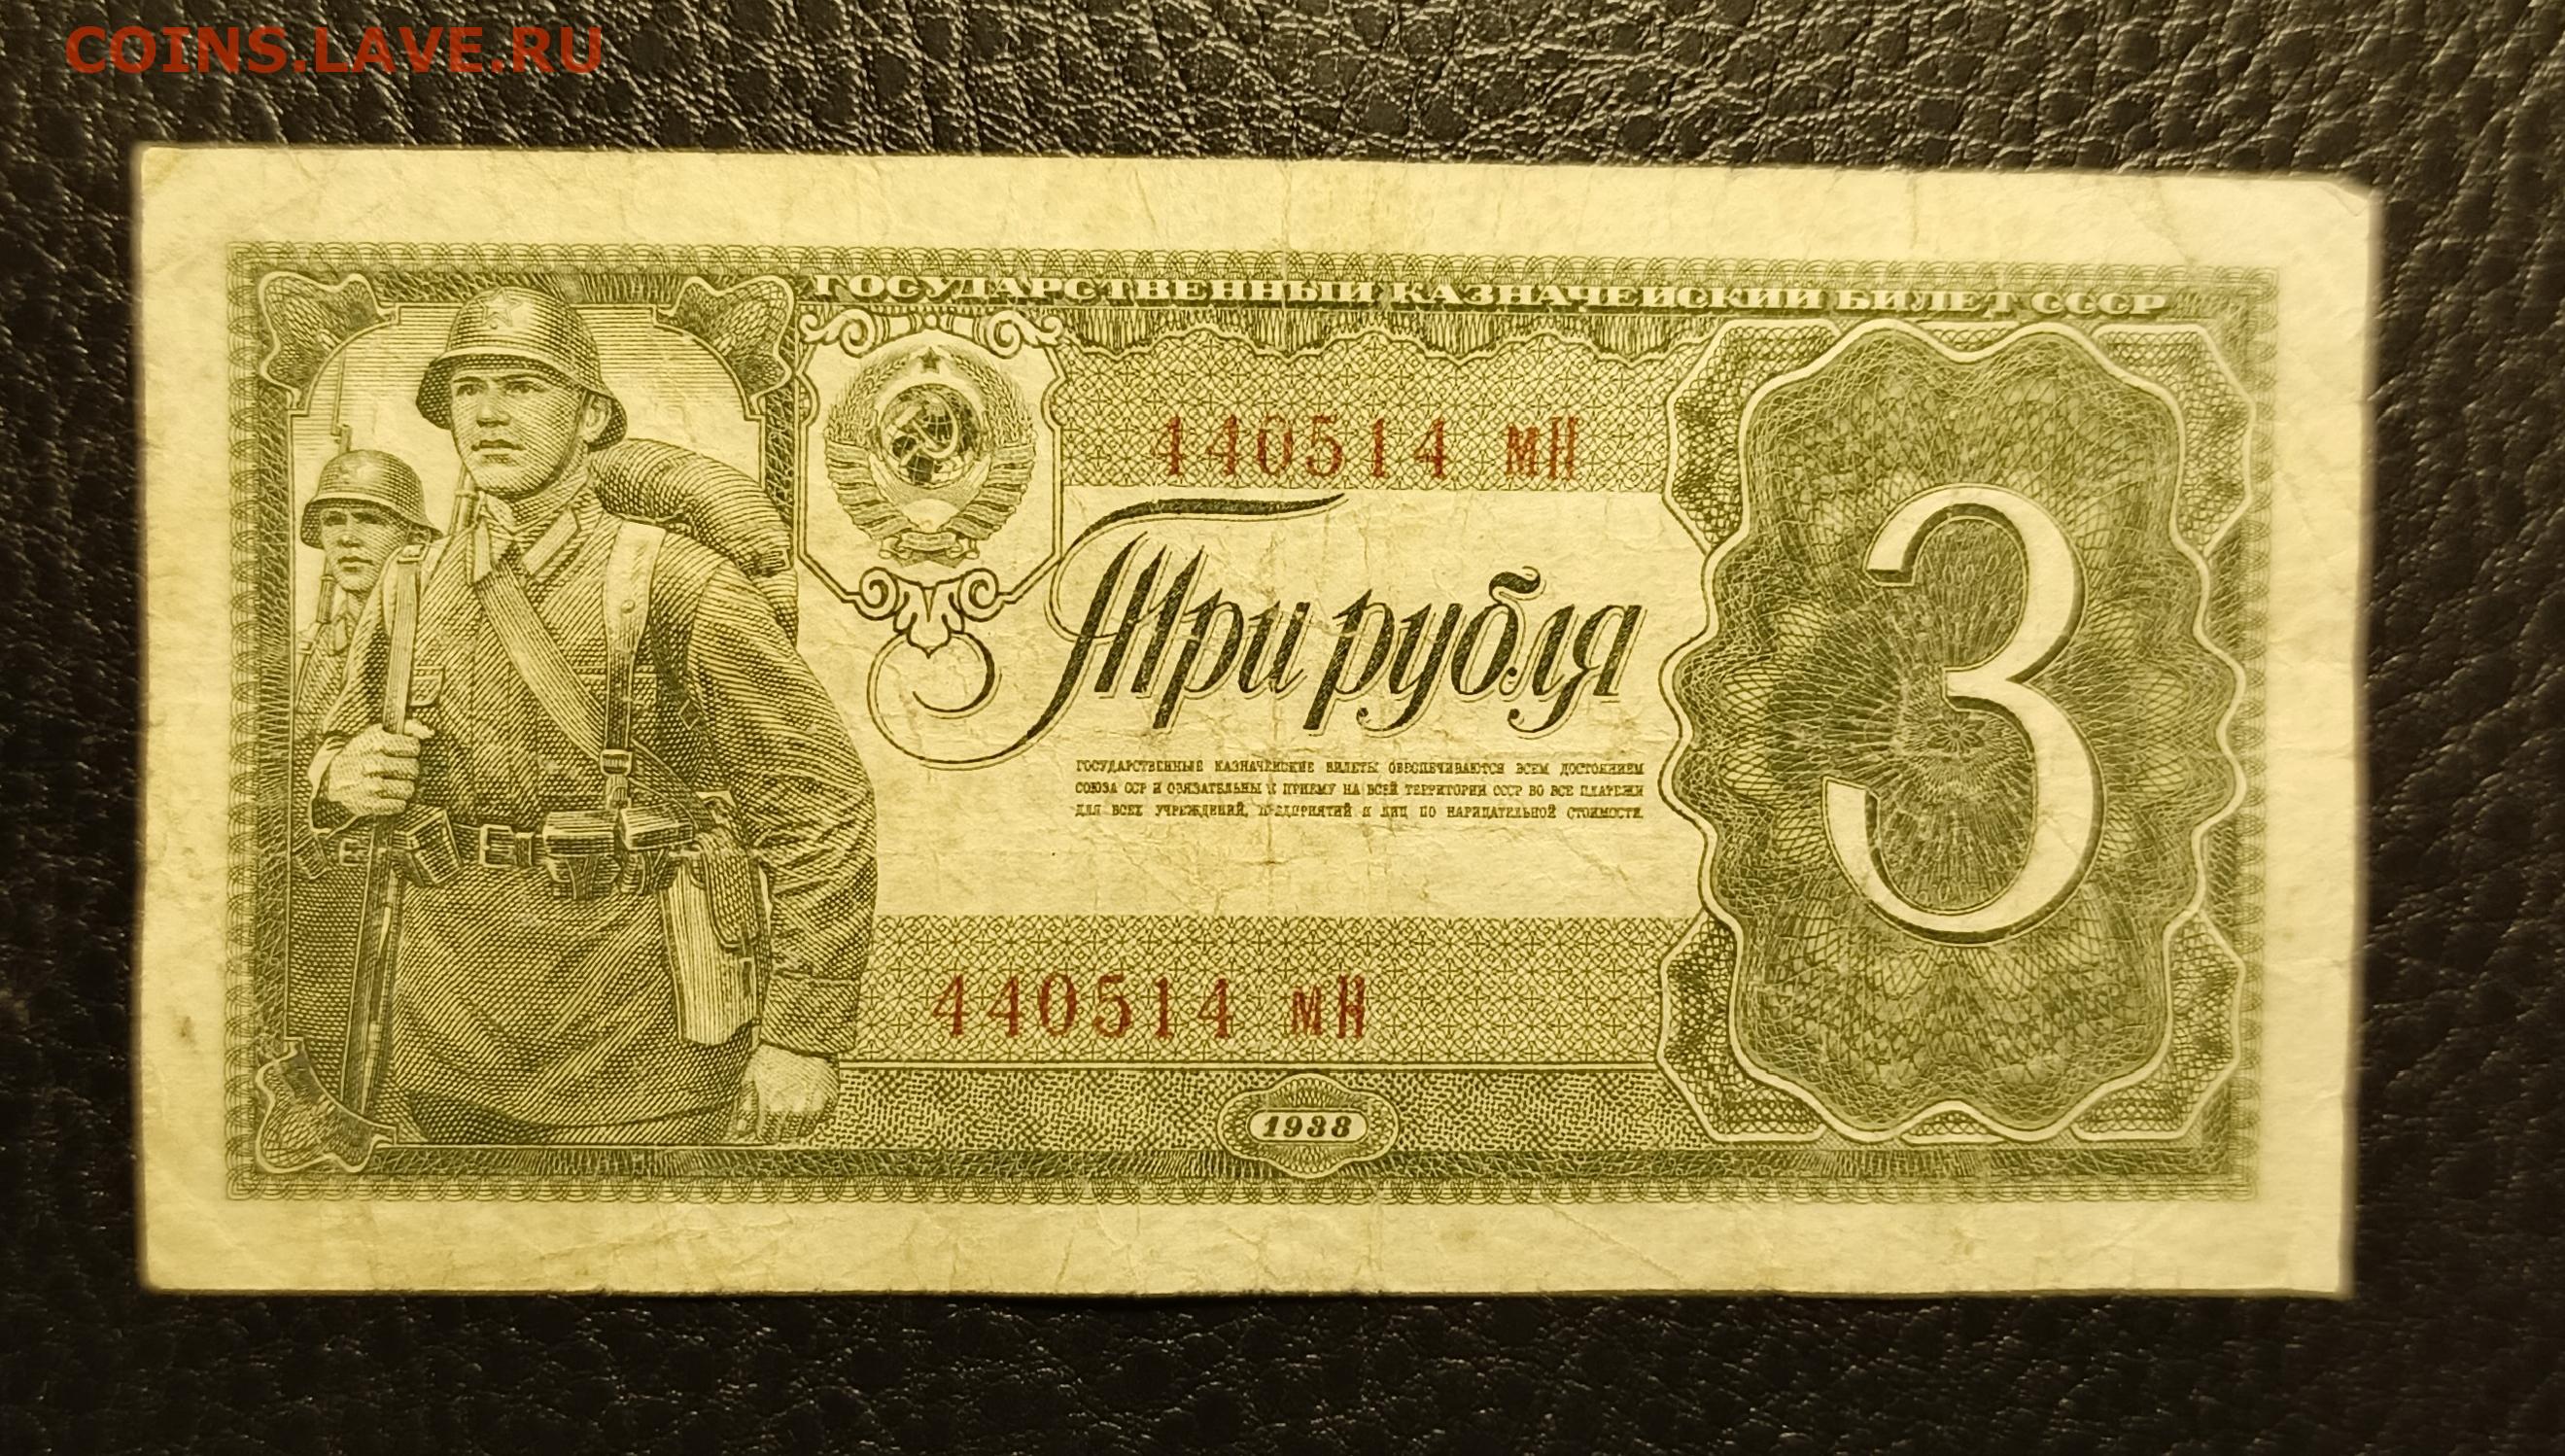 COINS.LAVE.RU
ГОСУДАРСТВЕННЫЙ КАЗНАЧЕЙСКИЙ БИЛЕТ СССР
440514 мН
Три рубля
3
ГОСУДАРСТВЕННЫЕ КАЗНАЧЕЙСКИЕ БИЛЕТЫ ОБЕСПЕЧИВАЮТСЯ ВСЕМ ДОСТОЯНИЕМ
СОЮЗА ССР И ОБЯЗАТЕЛЬНЫ К ПРИЕМУ НА ВСЕЙ ТЕРРИТОРИИ СССР ВО ВСЕ ПЛАТЕЖИ
ДЛЯ ВСЕХ УЧРЕЖДЕНИЙ, ПРЕДПРИЯТИЙ И ЛИЦ ПО НАРИЦАТЕЛЬНОЙ СТОИМОСТИ.
440514 мН
1938